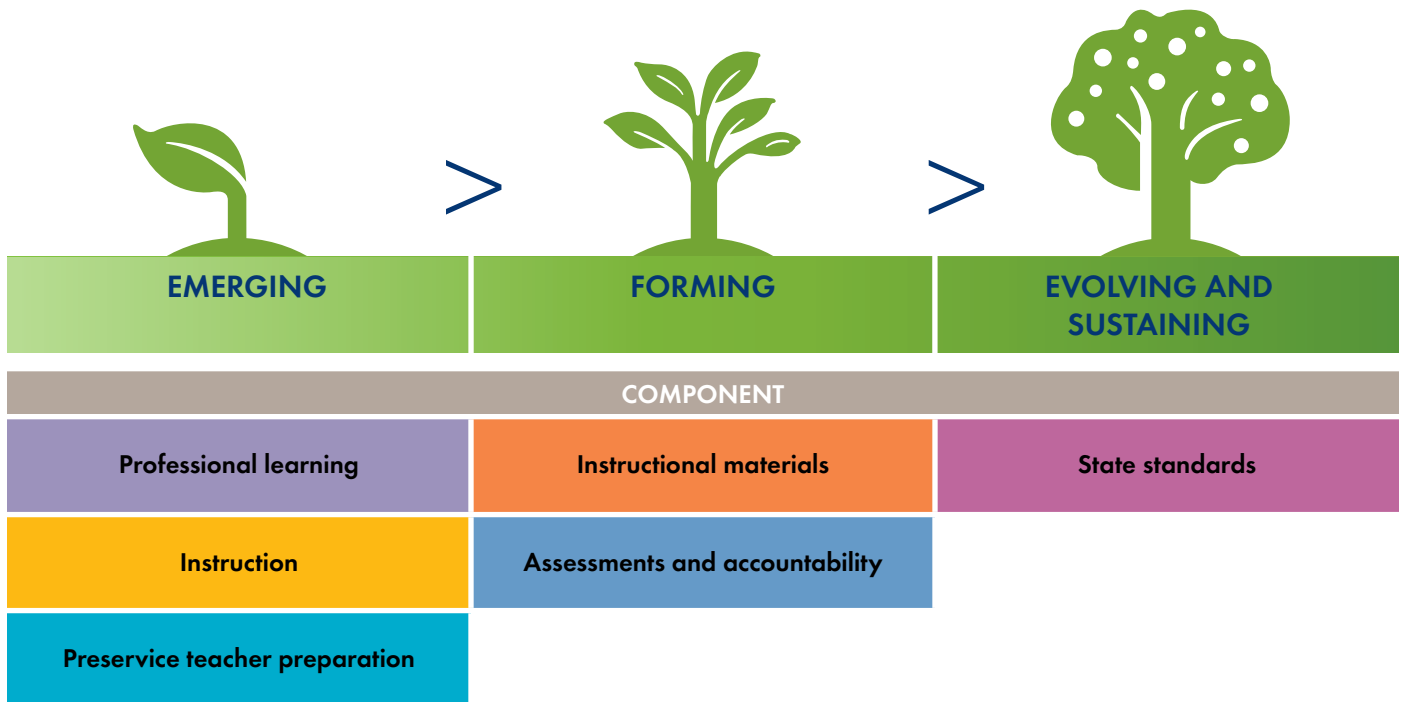 >
>
EMERGING
FORMING
EVOLVING AND
SUSTAINING
COMPONENT
Professional learning
Instructional materials
State standards
Instruction
Assessments and accountability
Preservice teacher preparation